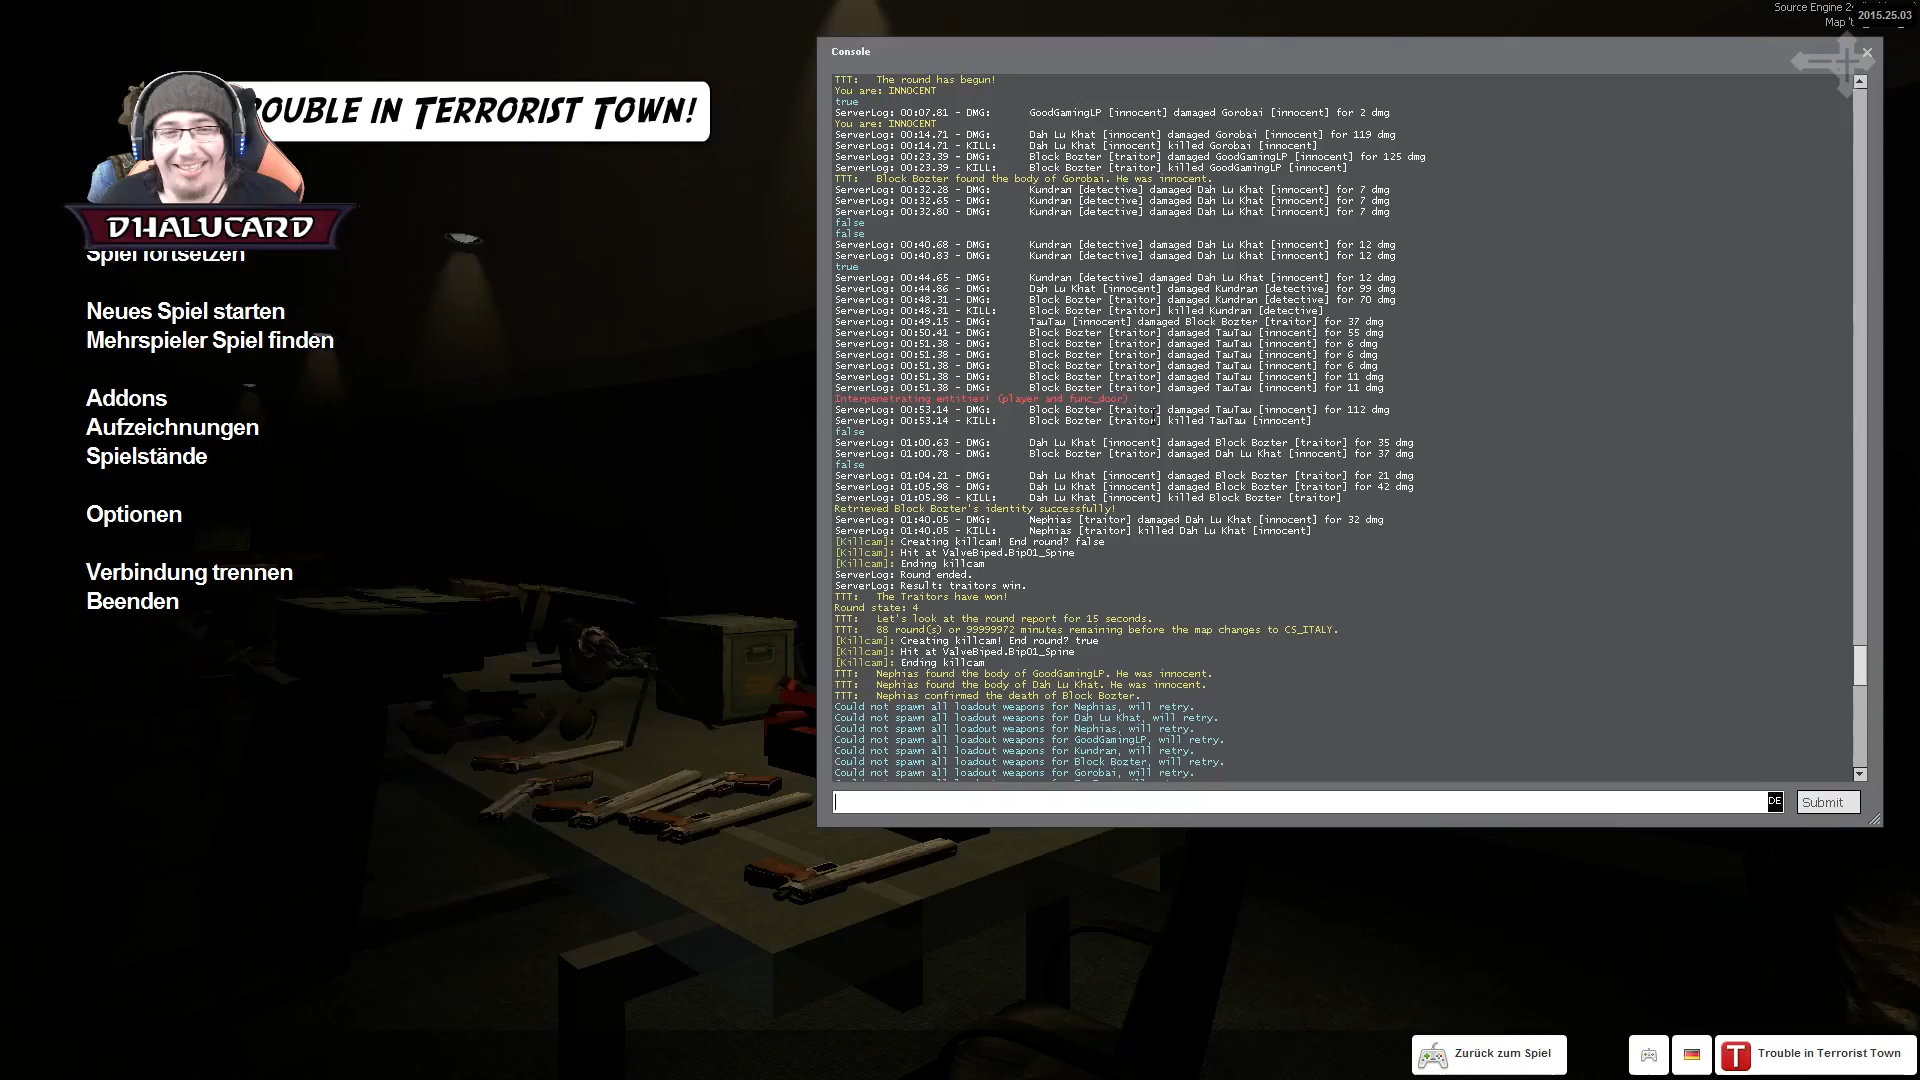 Source Engine 2
Map 't
2015.25.03
TROUBLE IN TERRORIST TOWN!
DHALUCARD
Spiel fortsetzen
Neues Spiel starten
Mehrspieler Spiel finden
Addons
Aufzeichnungen
Spielstände
Optionen
Verbindung trennen
Beenden
Console
TTT:   The round has begun!
You are: INNOCENT
true
ServerLog: 00:07.81 - DMG:      GoodGamingLP [innocent] damaged Gorobai [innocent] for 2 dmg
You are: INNOCENT
ServerLog: 00:14.71 - DMG:      Dah Lu Khat [innocent] damaged Gorobai [innocent] for 119 dmg
ServerLog: 00:14.71 - KILL:     Dah Lu Khat [innocent] killed Gorobai [innocent]
ServerLog: 00:23.39 - DMG:      Block Bozter [traitor] damaged GoodGamingLP [innocent] for 125 dmg
ServerLog: 00:23.39 - KILL:     Block Bozter [traitor] killed GoodGamingLP [innocent]
TTT:   Block Bozter found the body of Gorobai. He was innocent.
ServerLog: 00:32.28 - DMG:      Kundran [detective] damaged Dah Lu Khat [innocent] for 7 dmg
ServerLog: 00:32.65 - DMG:      Kundran [detective] damaged Dah Lu Khat [innocent] for 7 dmg
ServerLog: 00:32.80 - DMG:      Kundran [detective] damaged Dah Lu Khat [innocent] for 7 dmg
false
false
ServerLog: 00:40.68 - DMG:      Kundran [detective] damaged Dah Lu Khat [innocent] for 12 dmg
ServerLog: 00:40.83 - DMG:      Kundran [detective] damaged Dah Lu Khat [innocent] for 12 dmg
true
ServerLog: 00:44.65 - DMG:      Kundran [detective] damaged Dah Lu Khat [innocent] for 12 dmg
ServerLog: 00:44.86 - DMG:      Dah Lu Khat [innocent] damaged Kundran [detective] for 99 dmg
ServerLog: 00:48.31 - DMG:      Block Bozter [traitor] damaged Kundran [detective] for 70 dmg
ServerLog: 00:48.31 - KILL:     Block Bozter [traitor] killed Kundran [detective]
ServerLog: 00:49.15 - DMG:      TauTau [innocent] damaged Block Bozter [traitor] for 37 dmg
ServerLog: 00:50.41 - DMG:      Block Bozter [traitor] damaged TauTau [innocent] for 55 dmg
ServerLog: 00:51.38 - DMG:      Block Bozter [traitor] damaged TauTau [innocent] for 6 dmg
ServerLog: 00:51.38 - DMG:      Block Bozter [traitor] damaged TauTau [innocent] for 6 dmg
ServerLog: 00:51.38 - DMG:      Block Bozter [traitor] damaged TauTau [innocent] for 6 dmg
ServerLog: 00:51.38 - DMG:      Block Bozter [traitor] damaged TauTau [innocent] for 11 dmg
ServerLog: 00:51.38 - DMG:      Block Bozter [traitor] damaged TauTau [innocent] for 11 dmg
Interpenetrating entities! (player and func_door)
ServerLog: 00:53.14 - DMG:      Block Bozter [traitor] damaged TauTau [innocent] for 112 dmg
ServerLog: 00:53.14 - KILL:     Block Bozter [traitor] killed TauTau [innocent]
false
ServerLog: 01:00.63 - DMG:      Dah Lu Khat [innocent] damaged Block Bozter [traitor] for 35 dmg
ServerLog: 01:00.78 - DMG:      Block Bozter [traitor] damaged Dah Lu Khat [innocent] for 37 dmg
false
ServerLog: 01:04.21 - DMG:      Dah Lu Khat [innocent] damaged Block Bozter [traitor] for 21 dmg
ServerLog: 01:05.98 - DMG:      Dah Lu Khat [innocent] damaged Block Bozter [traitor] for 42 dmg
ServerLog: 01:05.98 - KILL:     Dah Lu Khat [innocent] killed Block Bozter [traitor]
Retrieved Block Bozter's identity successfully!
ServerLog: 01:40.05 - DMG:      Nephias [traitor] damaged Dah Lu Khat [innocent] for 32 dmg
ServerLog: 01:40.05 - KILL:     Nephias [traitor] killed Dah Lu Khat [innocent]
[Killcam]: Creating killcam! End round? false
[Killcam]: Hit at ValveBiped.Bip01_Spine
[Killcam]: Ending killcam
ServerLog: Round ended.
ServerLog: Result: traitors win.
TTT:   The Traitors have won!
Round state: 4
TTT:   Let's look at the round report for 15 seconds.
TTT:   88 round(s) or 99999972 minutes remaining before the map changes to CS_ITALY.
[Killcam]: Creating killcam! End round? true
[Killcam]: Hit at ValveBiped.Bip01_Spine
[Killcam]: Ending killcam
TTT:   Nephias found the body of GoodGamingLP. He was innocent.
TTT:   Nephias found the body of Dah Lu Khat. He was innocent.
TTT:   Nephias confirmed the death of Block Bozter.
Could not spawn all loadout weapons for Nephias, will retry.
Could not spawn all loadout weapons for Dah Lu Khat, will retry.
Could not spawn all loadout weapons for Nephias, will retry.
Could not spawn all loadout weapons for GoodGamingLP, will retry.
Could not spawn all loadout weapons for Kundran, will retry.
Could not spawn all loadout weapons for Block Bozter, will retry.
Could not spawn all loadout weapons for Gorobai, will retry.
DE
Submit
Zurück zum Spiel
T
Trouble in Terrorist Town